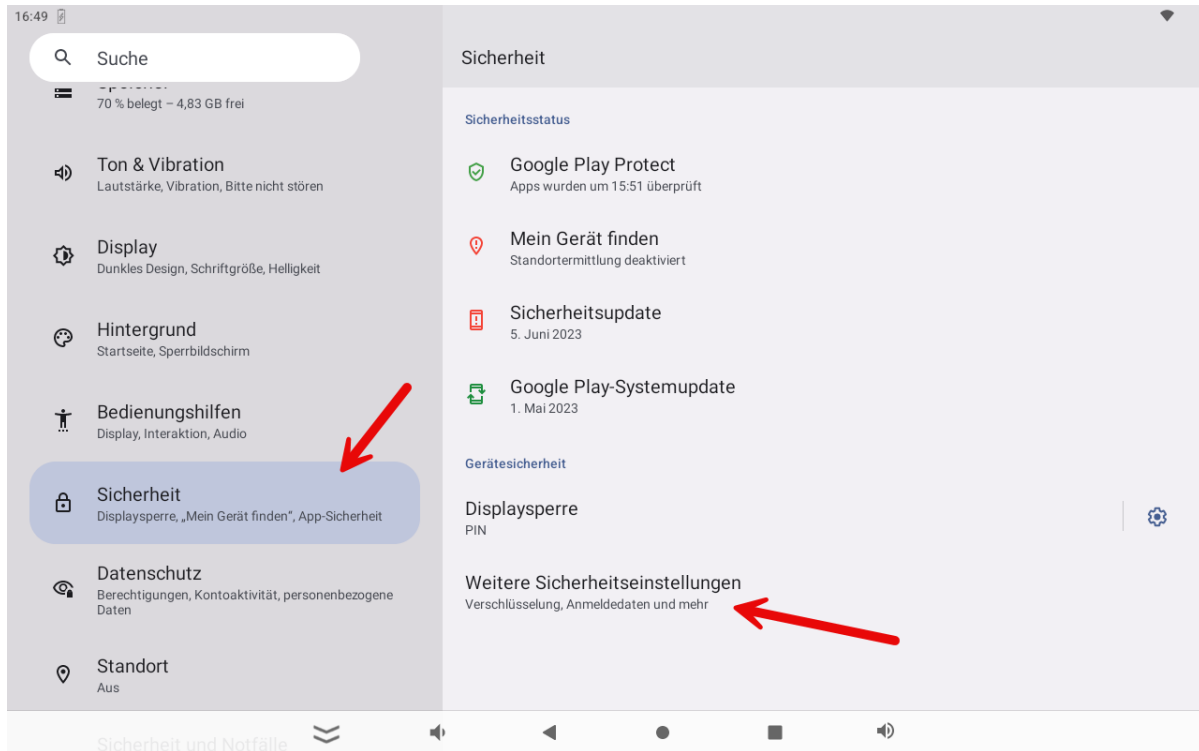 16:49
Suche
70 % belegt – 4,83 GB frei
Ton & Vibration
Lautstärke, Vibration, Bitte nicht stören
Display
Dunkles Design, Schriftgröße, Helligkeit
Hintergrund
Startseite, Sperrbildschirm
Bedienungshilfen
Display, Interaktion, Audio
Sicherheit
Displaysperre, „Mein Gerät finden“, App-Sicherheit
Datenschutz
Berechtigungen, Kontoaktivität, personenbezogene
Daten
Standort
Aus
Sicherheit und Notfälle
Sicherheit
Sicherheitsstatus
Google Play Protect
Apps wurden um 15:51 überprüft
Mein Gerät finden
Standortermittlung deaktiviert
Sicherheitsupdate
5. Juni 2023
Google Play-Systemupdate
1. Mai 2023
Gerätesicherheit
Displaysperre
PIN
Weitere Sicherheitseinstellungen
Verschlüsselung, Anmeldedaten und mehr